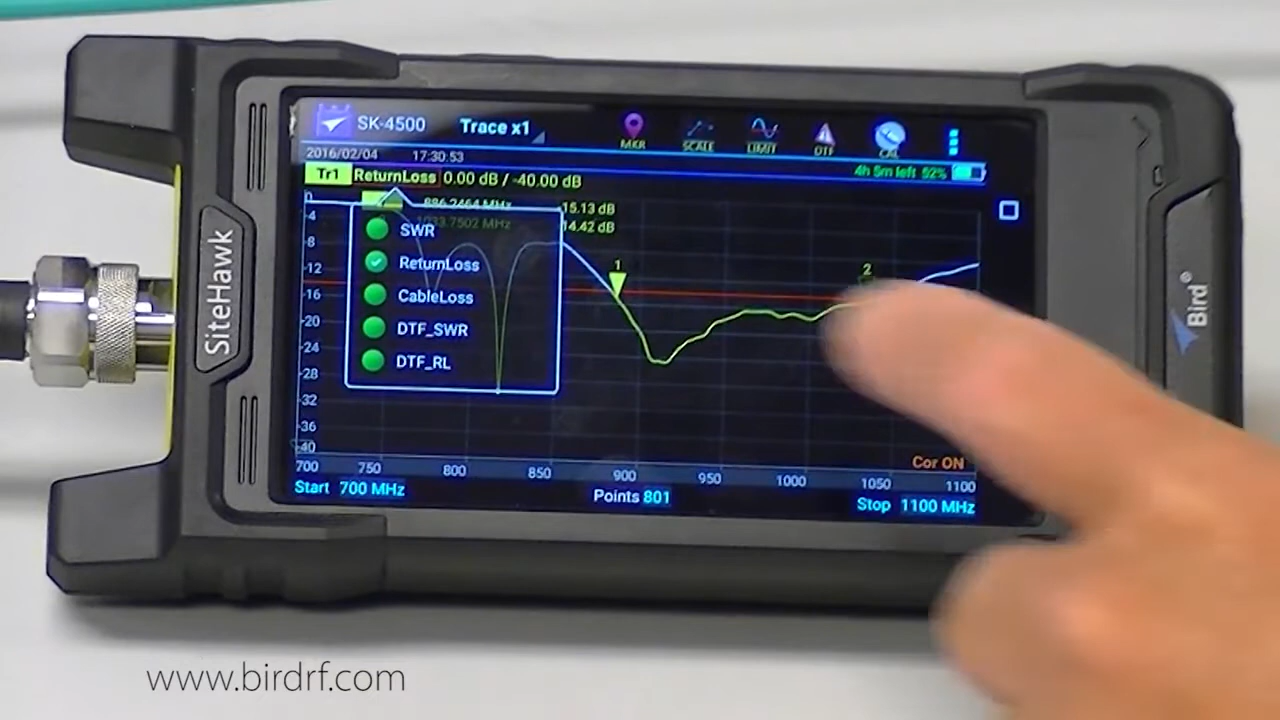 SK-4500 Trace x1 MKR SCALE LIMIT DTF CAL
2016/02/04 17:30.53 4h 5m left 52%
Tr1 ReturnLoss 0.00 dB / -40.00 dB
886.2464 MHz -15.13 dB
1033.7502 MHz 14.42 dB
SWR
ReturnLoss
CableLoss
DTF_SWR
DTF_RL
1
2
0
-4
-8
-12
-16
-20
-24
-28
-32
-36
-40
Cor ON
700 750 800 850 900 950 1000 1050 1100
Start 700 MHz Points 801 Stop 1100 MHz
SiteHawk
Bird®
www.birdrf.com